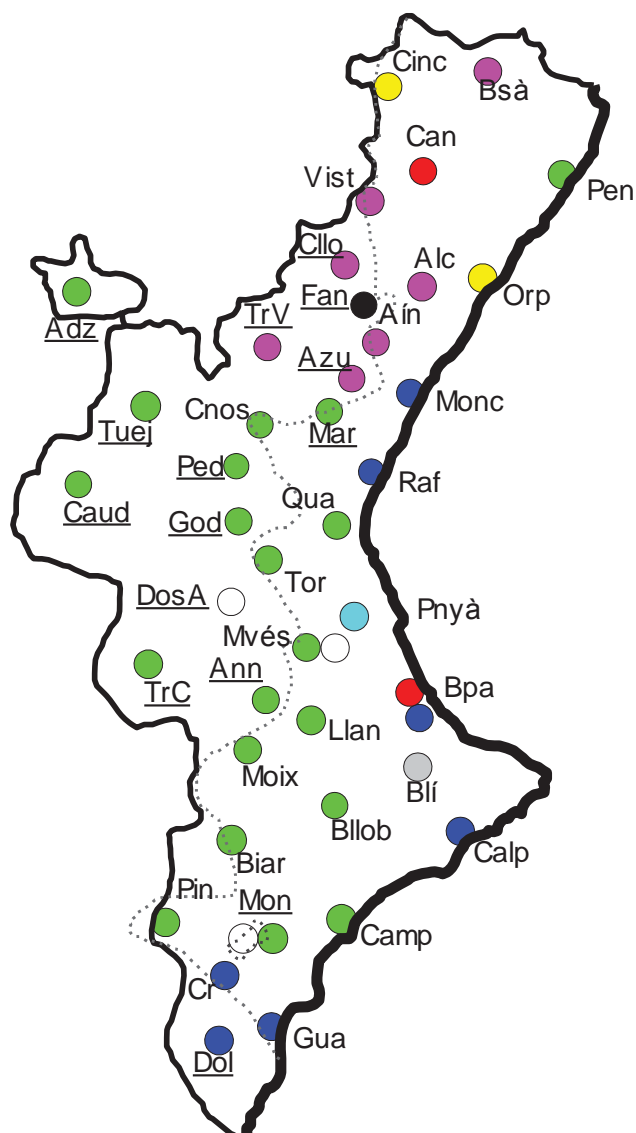 Cinc
Bsà
Can
Pen
Vist
Cllo
Alc
Fan
Orp
Adz
TrV
Aín
Azu
Monc
Cnos
Tuej
Mar
Ped
Raf
Caud
Qua
God
Tor
DosA
Pnyà
Mvés
Ann
TrC
Bpa
Llan
Moix
Blí
Bllob
Calp
Biar
Pin
Mon
Camp
Cr
Gua
Dol